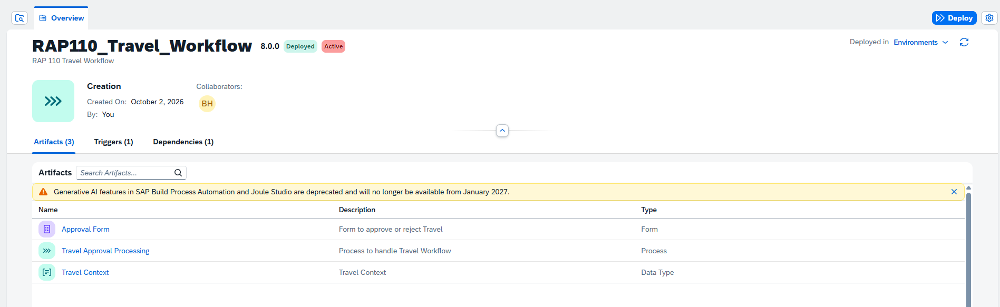 Overview
Deploy
RAP110_Travel_Workflow 8.0.0 Deployed Active
Deployed in Environments
RAP 110 Travel Workflow
Creation
Collaborators:
Created On: October 2, 2026
BH
By: You
Artifacts (3) Triggers (1) Dependencies (1)
Artifacts Search Artifacts...
Generative AI features in SAP Build Process Automation and Joule Studio are deprecated and will no longer be available from January 2027.
Name Description Type
Approval Form Form to approve or reject Travel Form
Travel Approval Processing Process to handle Travel Workflow Process
Travel Context Travel Context Data Type